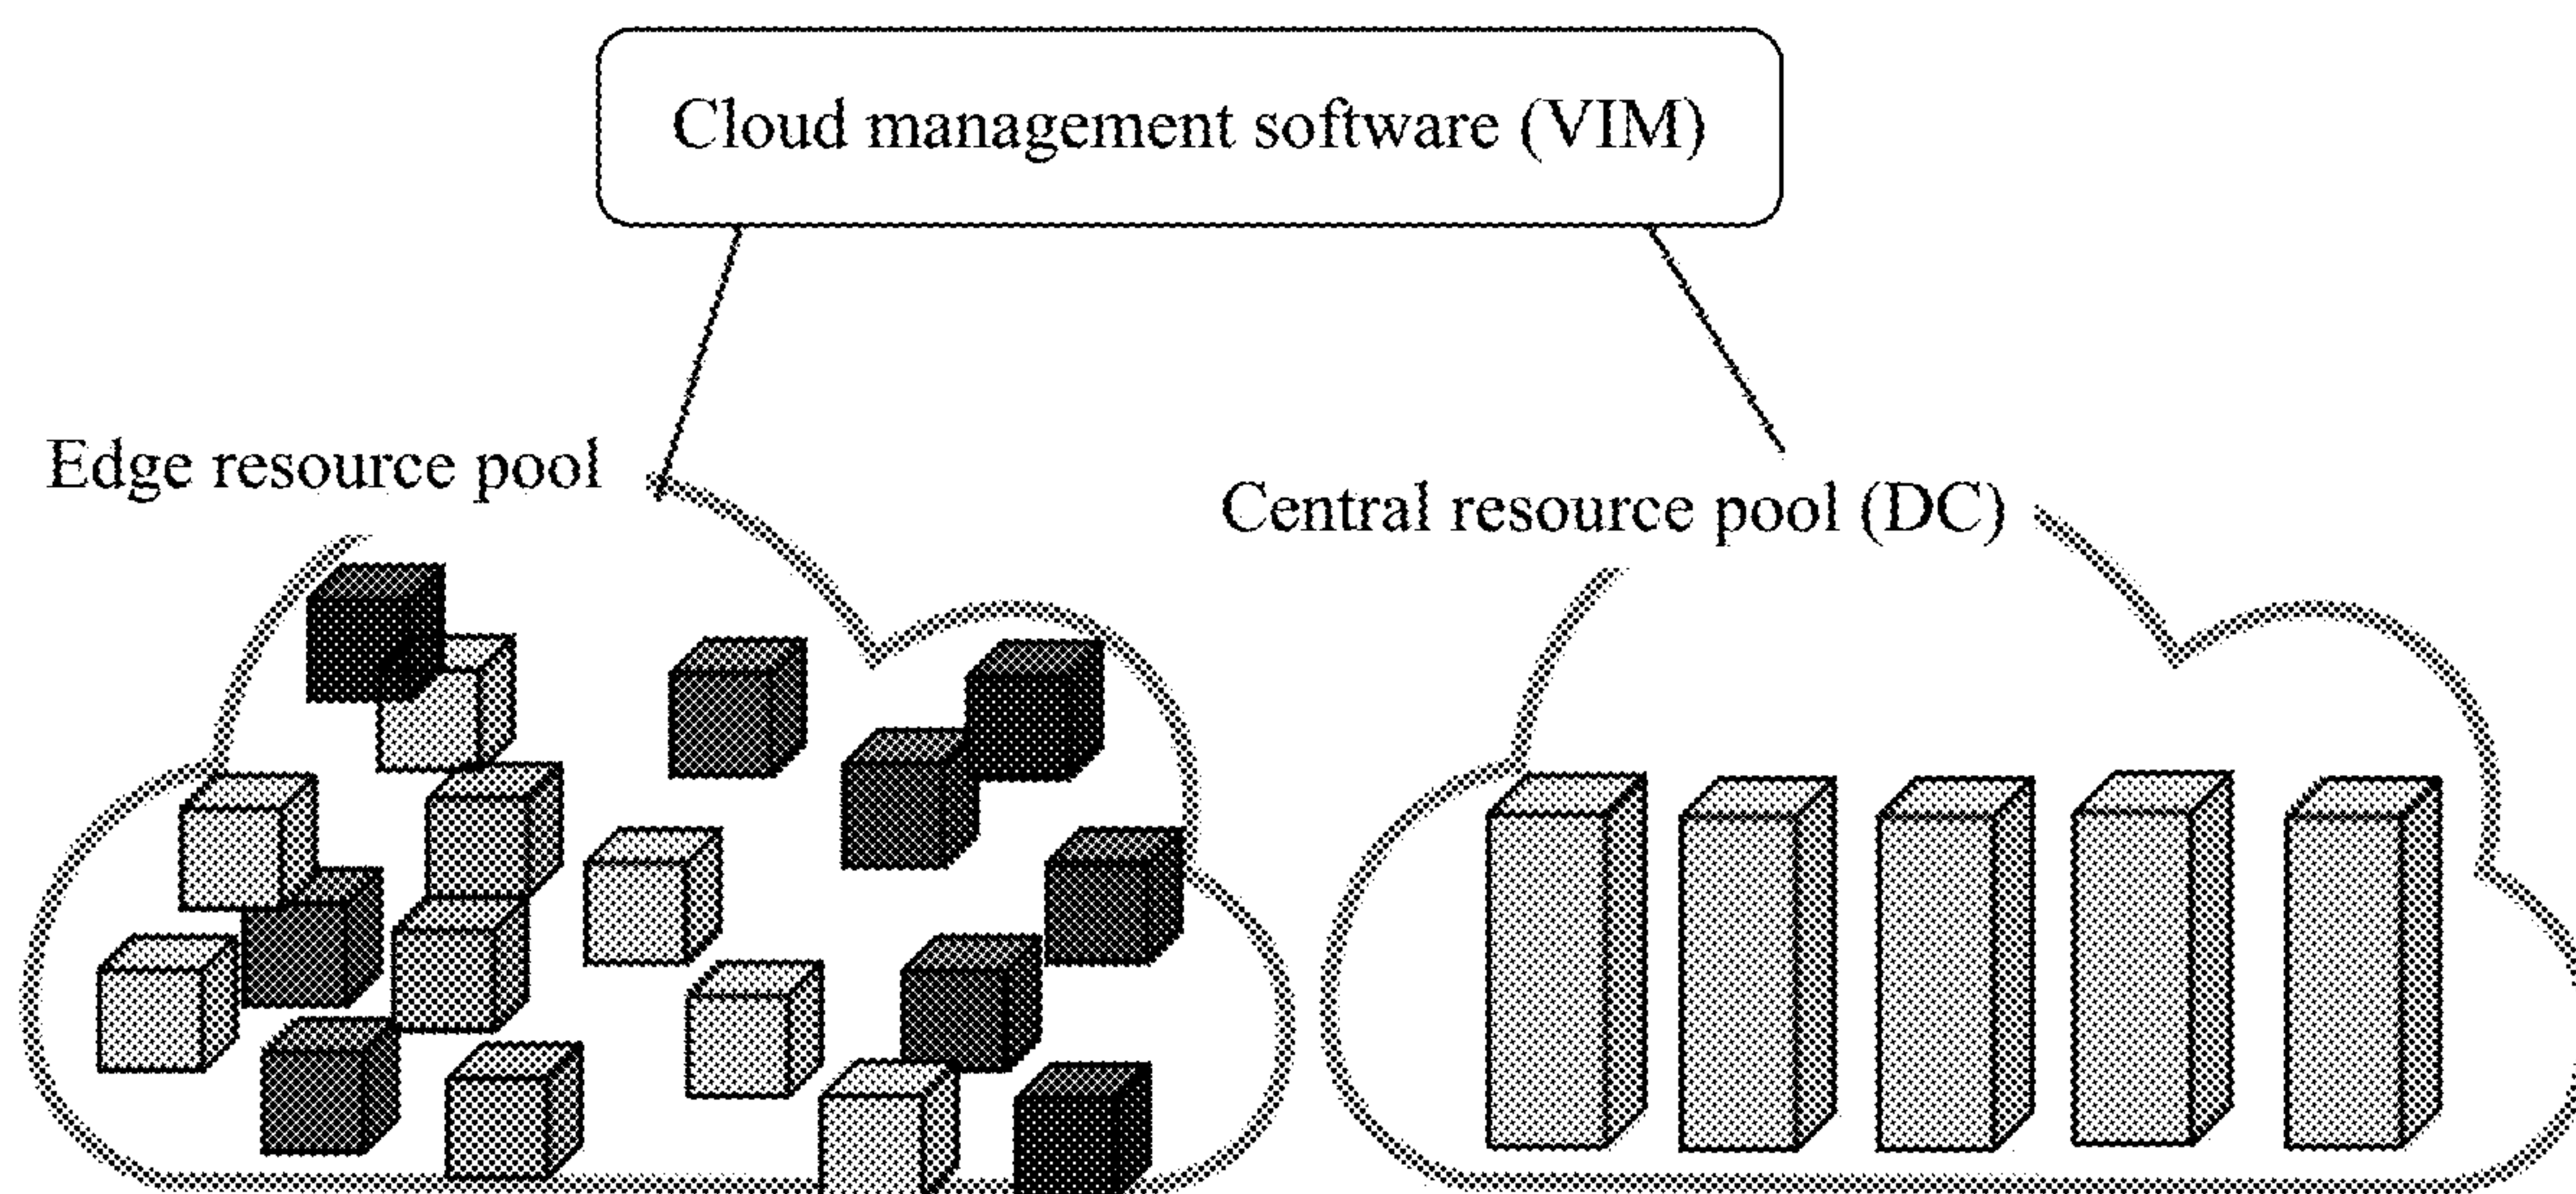 Cloud management software (VIM)
Edge resource pool
Central resource pool (DC)